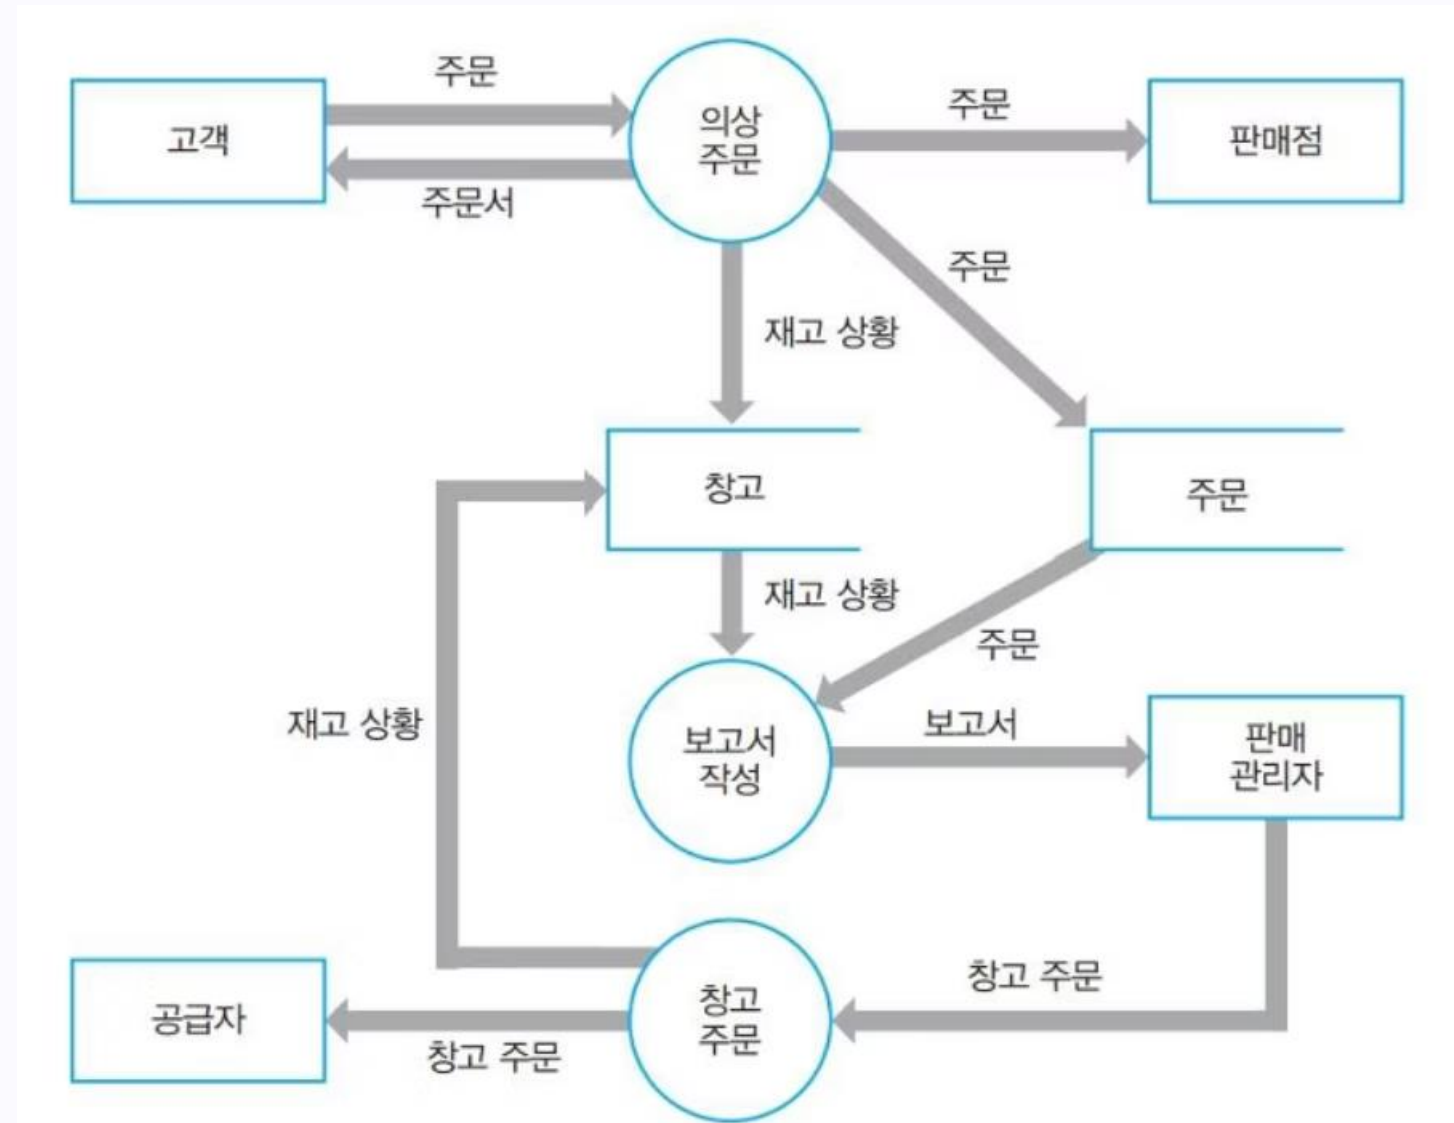 주문
고객
의상
주문
주문
판매점
주문서
주문
재고 상황
창고
주문
재고 상황
주문
재고 상황
보고서
작성
보고서
판매
관리자
공급자
창고
주문
창고 주문
창고 주문